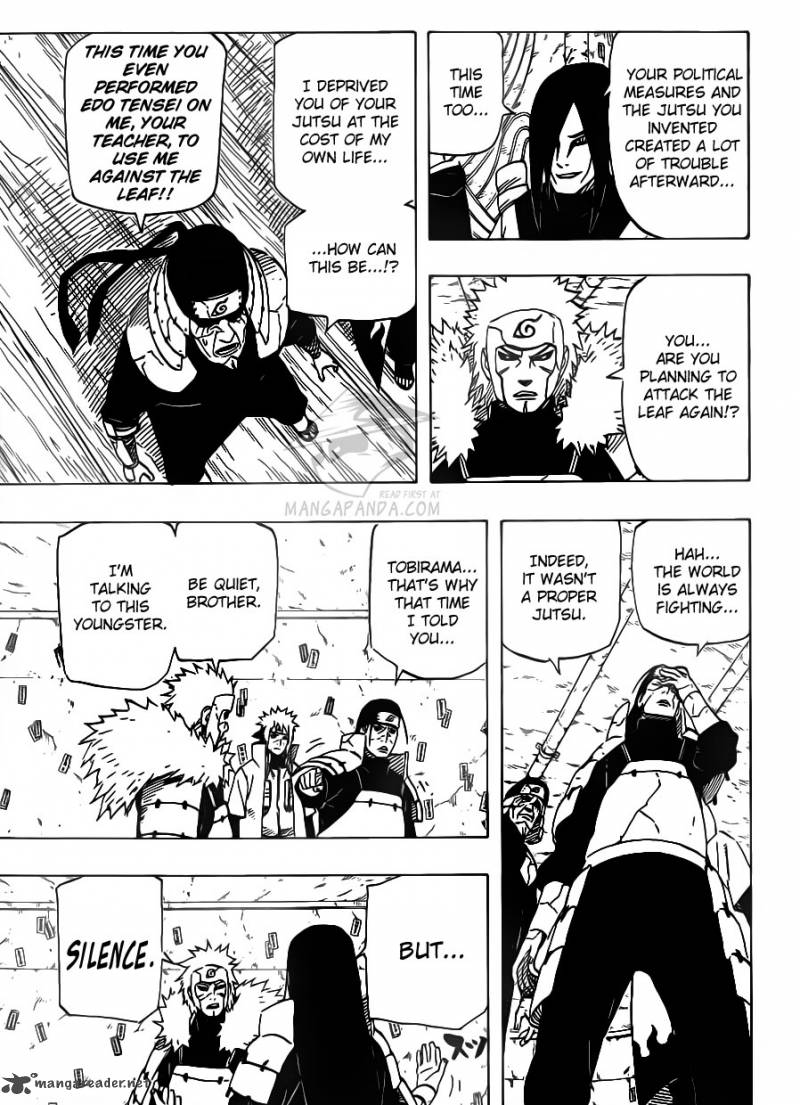 YOUR POLITICAL
MEASURES AND
THE JUTSU YOU
INVENTED
CREATED A LOT
OF TROUBLE
AFTERWARD...
THIS
TIME
TOO...
I DEPRIVED
YOU OF YOUR
JUTSU AT THE
COST OF MY
OWN LIFE...
...HOW CAN
THIS BE...!?
THIS TIME YOU
EVEN
PERFORMED
EDO TENSEI ON
ME, YOUR
TEACHER, TO
USE ME
AGAINST THE
LEAF!!
YOU...
ARE YOU
PLANNING TO
ATTACK THE
LEAF AGAIN!?
READ FIRST AT
MANGAPANDA.COM
HAH...
THE WORLD
IS ALWAYS
FIGHTING...
INDEED,
IT WASN'T
A PROPER
JUTSU.
TOBIRAMA...
THAT'S WHY
THAT TIME I
TOLD YOU...
BE QUIET,
BROTHER.
I'M
TALKING
TO THIS
YOUNGSTER.
BUT...
SILENCE.
スッ
mangareader.net